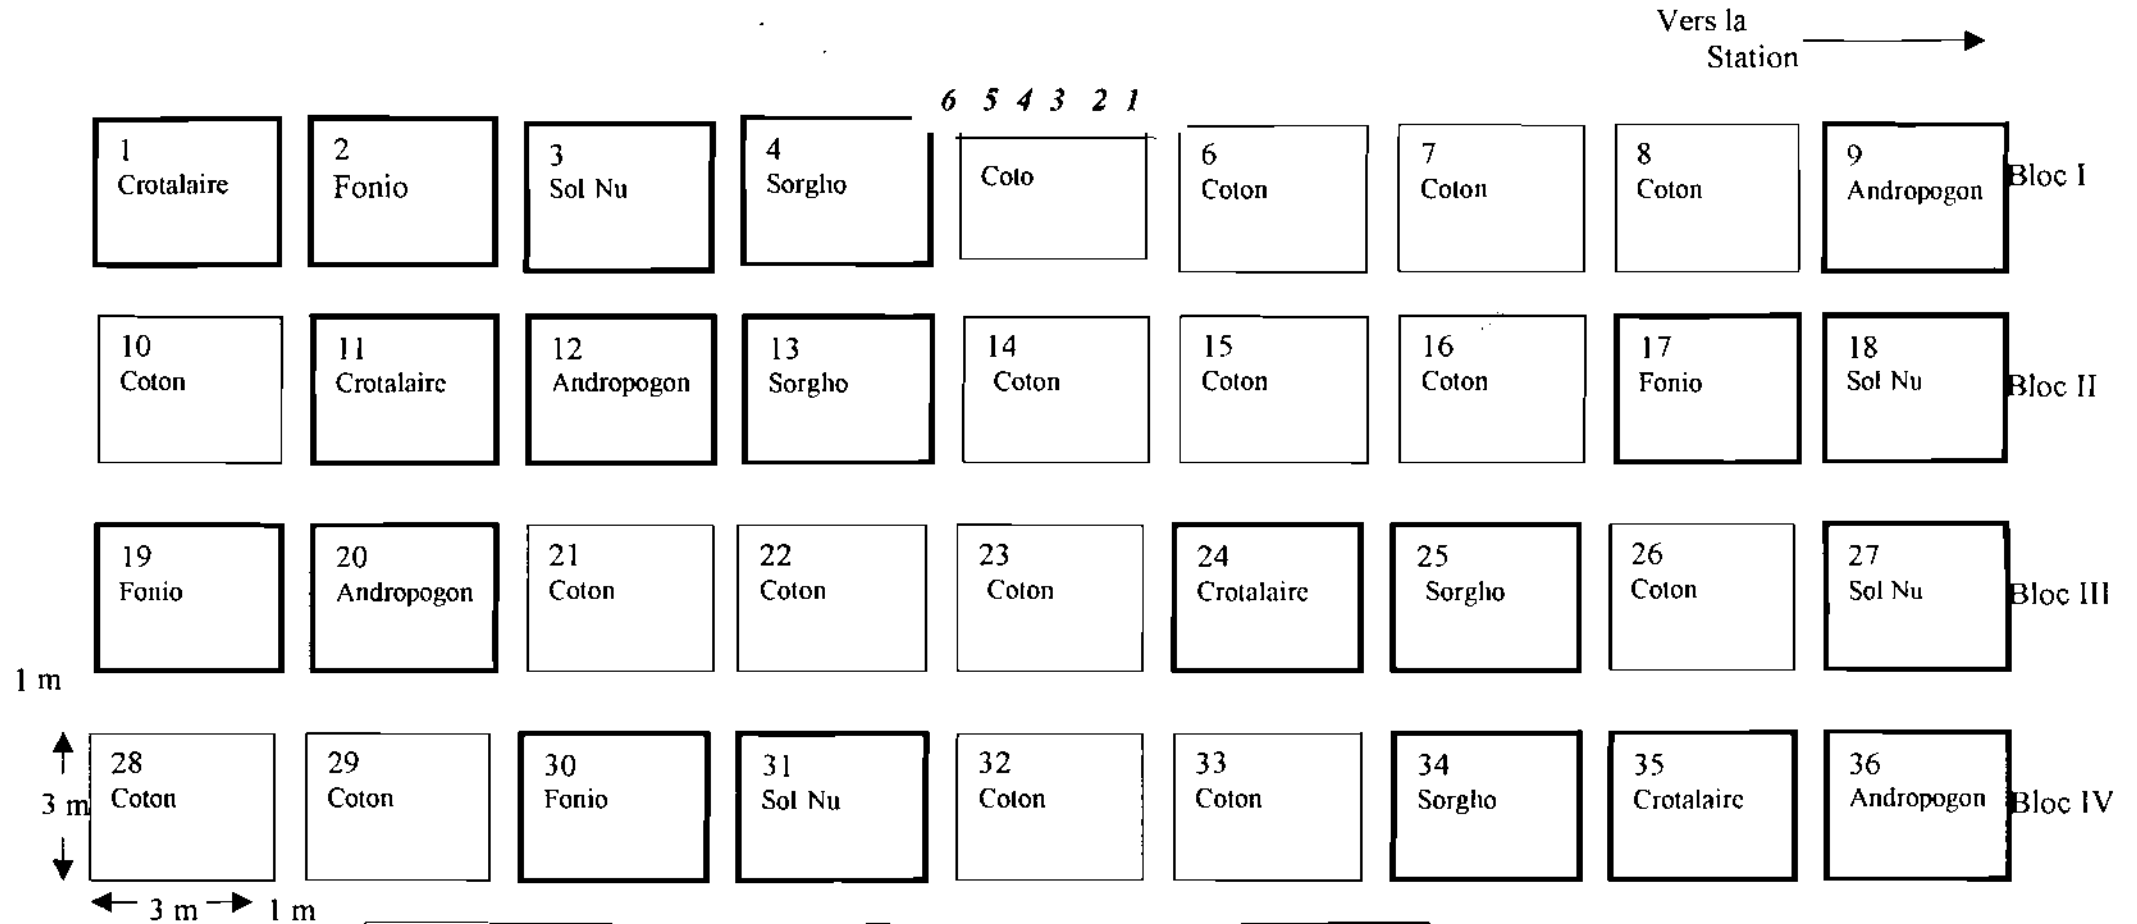 Vers la
Station
6 5 4 3 2 1
1
Crotalaire
2
Fonio
3
Sol Nu
4
Sorgho
Coto
6
Coton
7
Coton
8
Coton
9
Andropogon
Bloc I
10
Coton
11
Crotalaire
12
Andropogon
13
Sorgho
14
Coton
15
Coton
16
Coton
17
Fonio
18
Sol Nu
Bloc II
19
Fonio
20
Andropogon
21
Coton
22
Coton
23
Coton
24
Crotalaire
25
Sorgho
26
Coton
27
Sol Nu
Bloc III
1 m
28
Coton
29
Coton
30
Fonio
31
Sol Nu
32
Coton
33
Coton
34
Sorgho
35
Crotalaire
36
Andropogon
Bloc IV
3 m
3 m
1 m